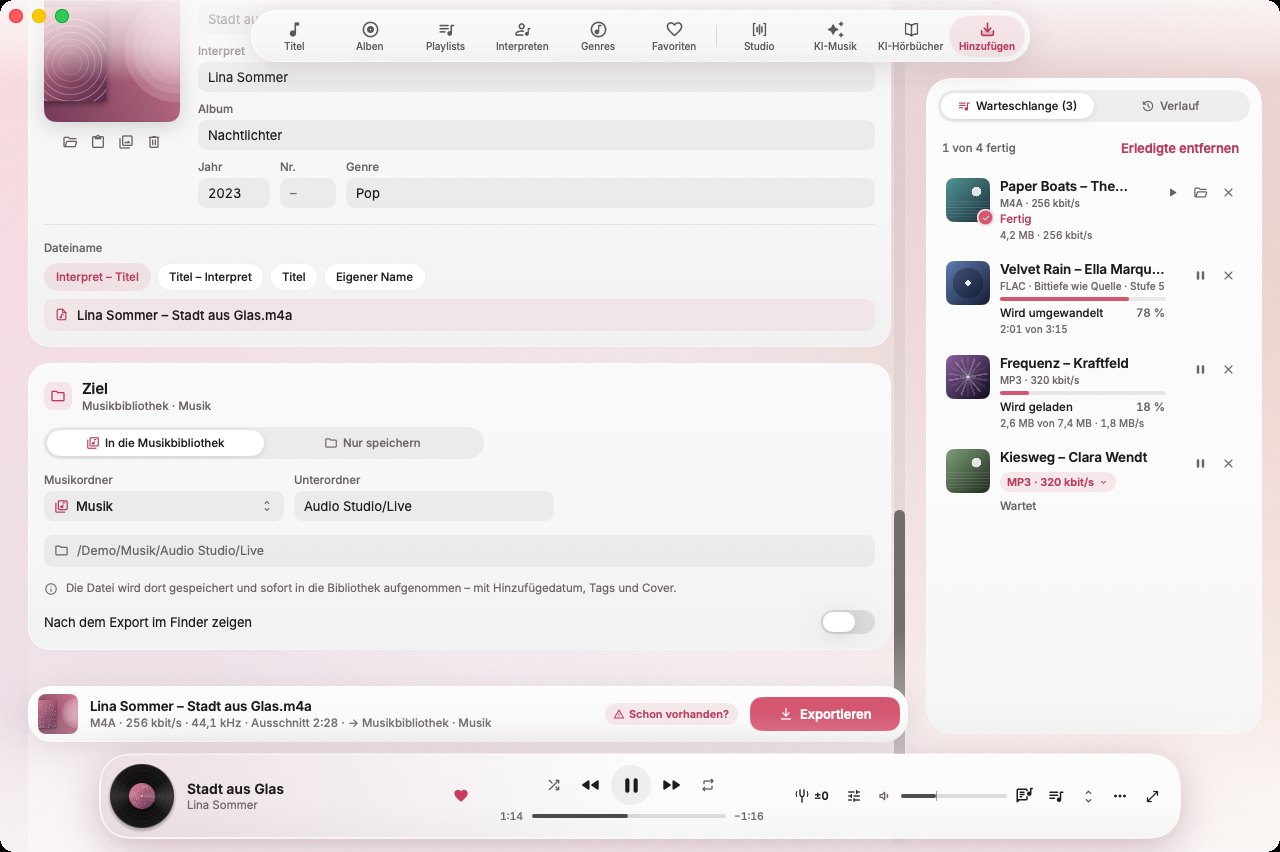 Titel
Alben
Playlists
Interpreten
Genres
Favoriten
Studio
KI-Musik
KI-Hörbücher
Hinzufügen
Stadt au
Interpret
Lina Sommer
Album
Nachtlichter
Jahr Nr. Genre
2023 – Pop
Dateiname
Interpret – Titel
Titel – Interpret
Titel
Eigener Name
Lina Sommer – Stadt aus Glas.m4a
Ziel
Musikbibliothek · Musik
In die Musikbibliothek
Nur speichern
Musikordner Unterordner
Musik Audio Studio/Live
/Demo/Musik/Audio Studio/Live
Die Datei wird dort gespeichert und sofort in die Bibliothek aufgenommen – mit Hinzufügedatum, Tags und Cover.
Nach dem Export im Finder zeigen
Lina Sommer – Stadt aus Glas.m4a
M4A · 256 kbit/s · 44,1 kHz · Ausschnitt 2:28 · → Musikbibliothek · Musik
Schon vorhanden?
Exportieren
Warteschlange (3)
Verlauf
1 von 4 fertig
Erledigte entfernen
Paper Boats – The…
M4A · 256 kbit/s
Fertig
4,2 MB · 256 kbit/s
Velvet Rain – Ella Marqu…
FLAC · Bittiefe wie Quelle · Stufe 5
Wird umgewandelt 78 %
2:01 von 3:15
Frequenz – Kraftfeld
MP3 · 320 kbit/s
Wird geladen 18 %
2,6 MB von 7,4 MB · 1,8 MB/s
Kiesweg – Clara Wendt
MP3 · 320 kbit/s
Wartet
Stadt aus Glas
Lina Sommer
1:14
−1:16
±0